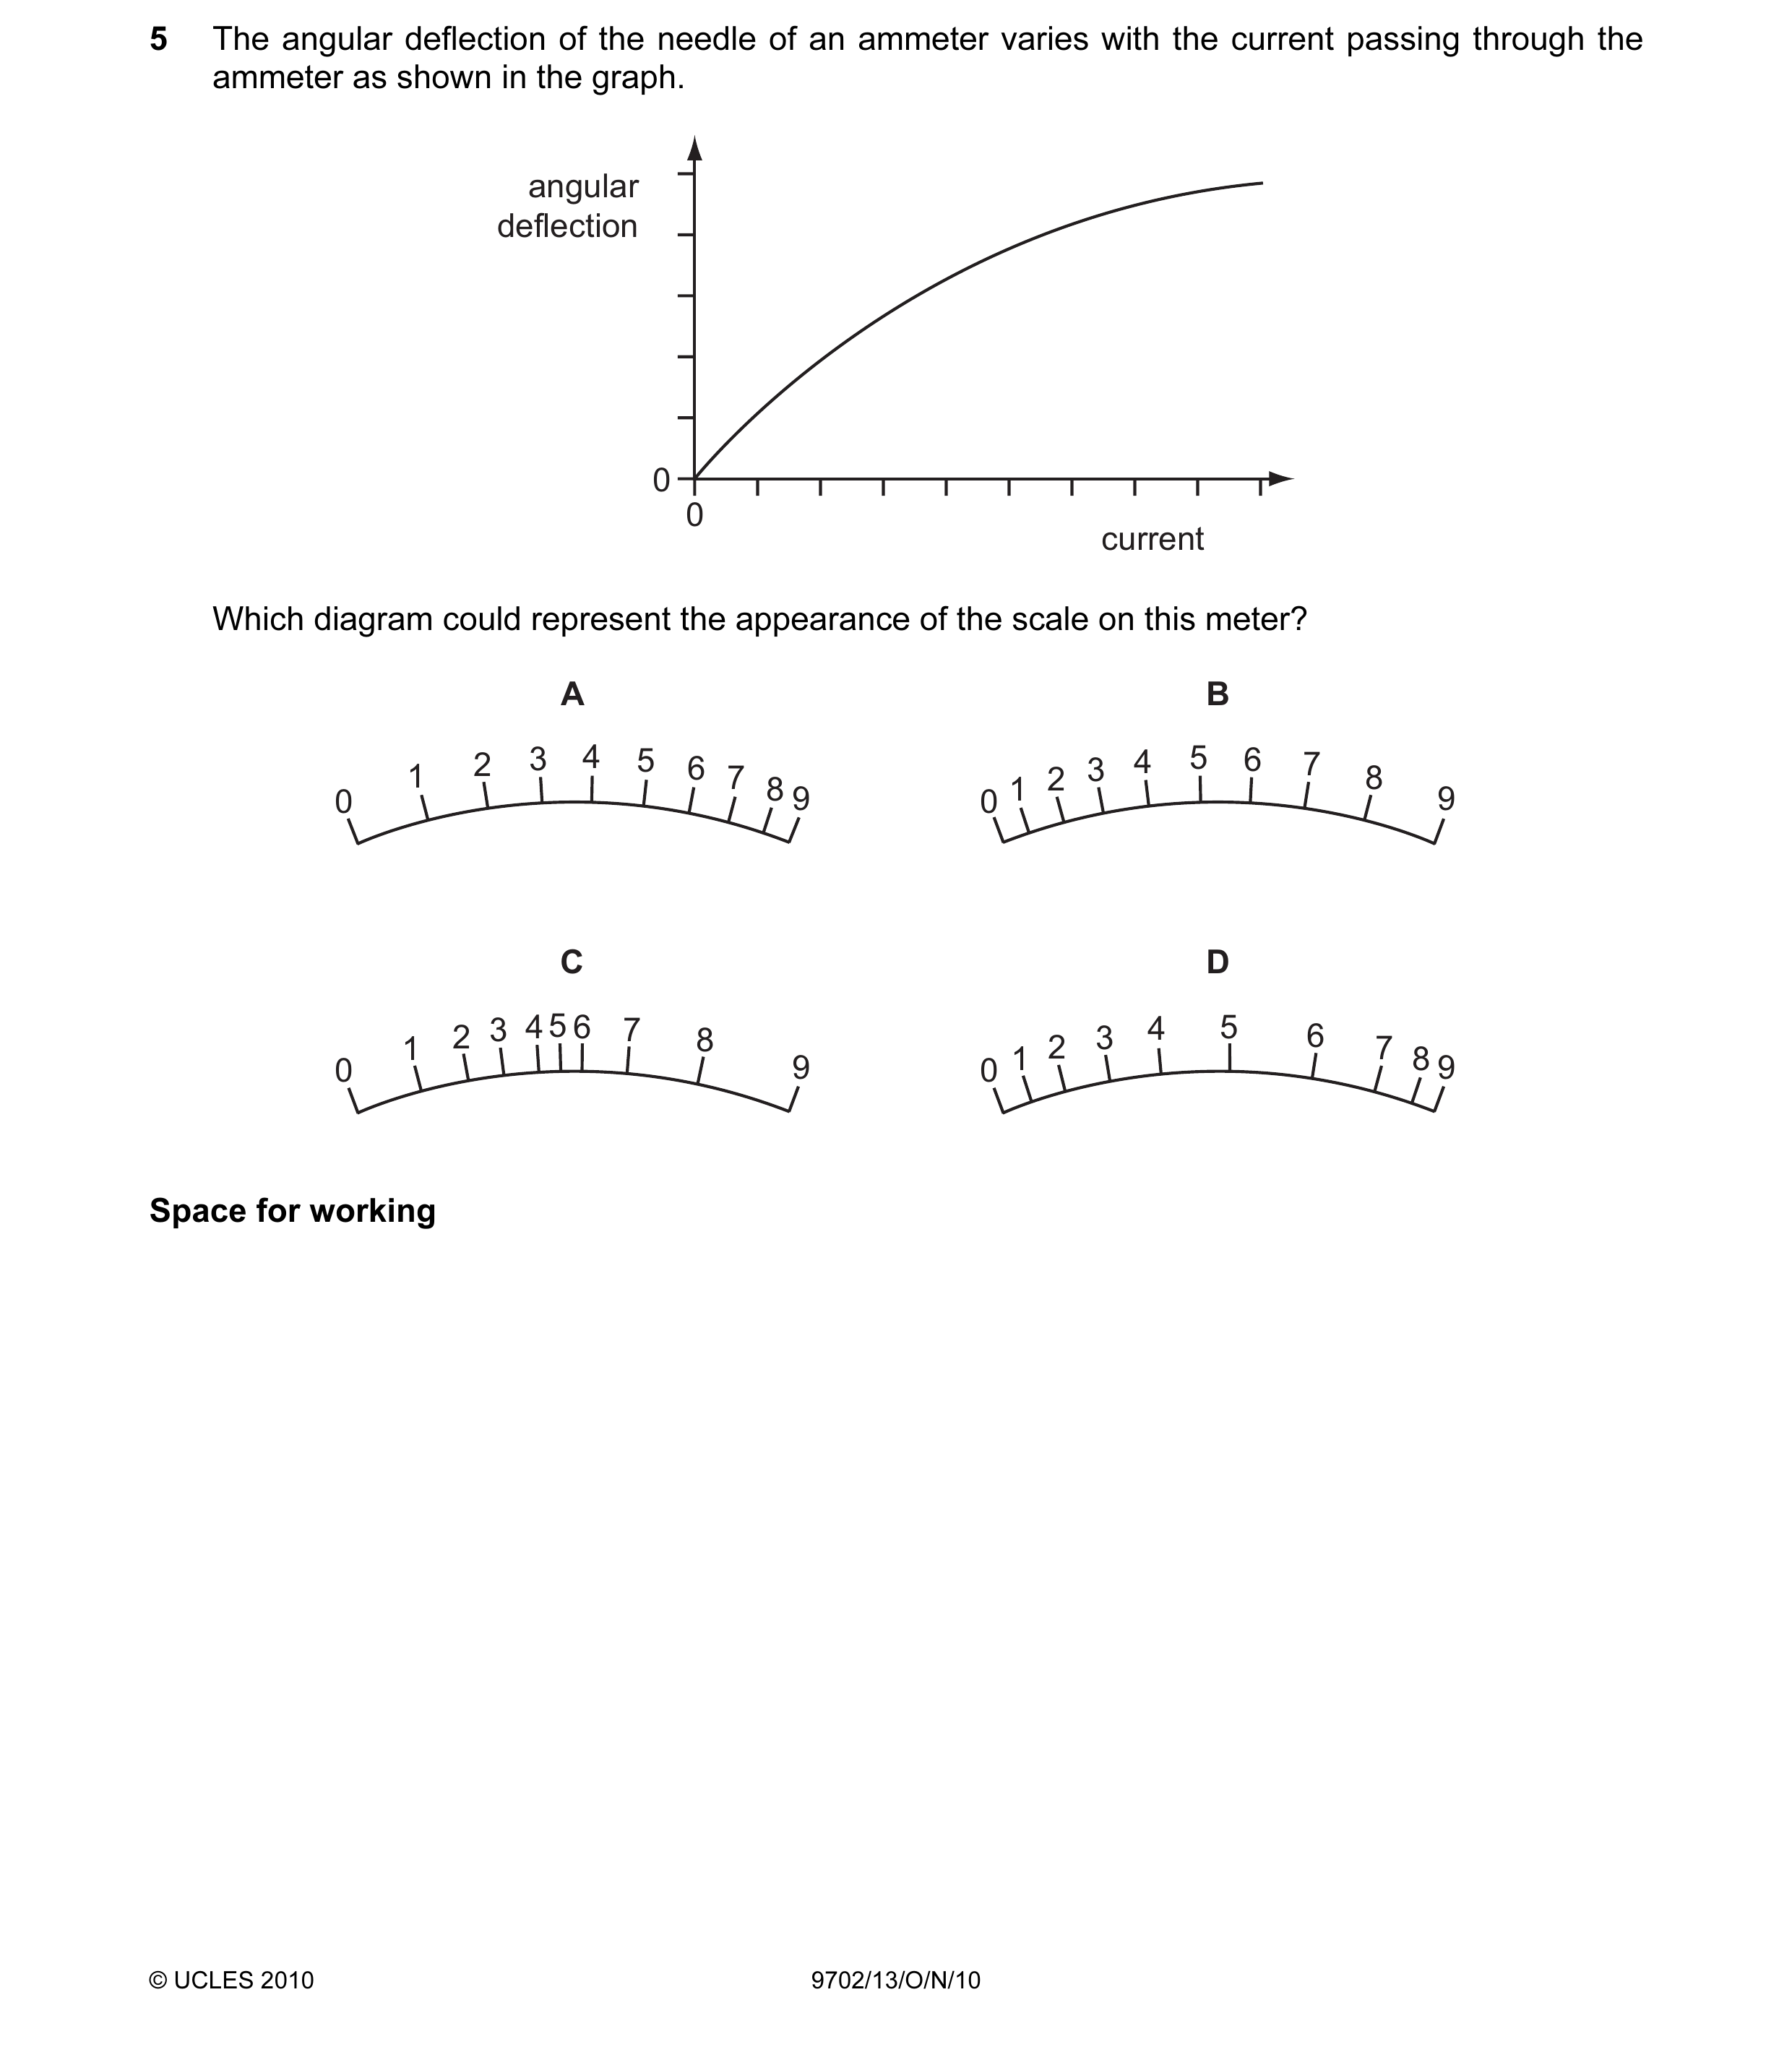 5 The angular deflection of the needle of an ammeter varies with the current passing through the
ammeter as shown in the graph.
angular
deflection
0
0
current
Which diagram could represent the appearance of the scale on this meter?
A
0 1 2 3 4 5 6 7 8 9
B
0 1 2 3 4 5 6 7 8 9
C
0 1 2 3 4 5 6 7 8 9
D
0 1 2 3 4 5 6 7 8 9
Space for working
© UCLES 2010 9702/13/O/N/10